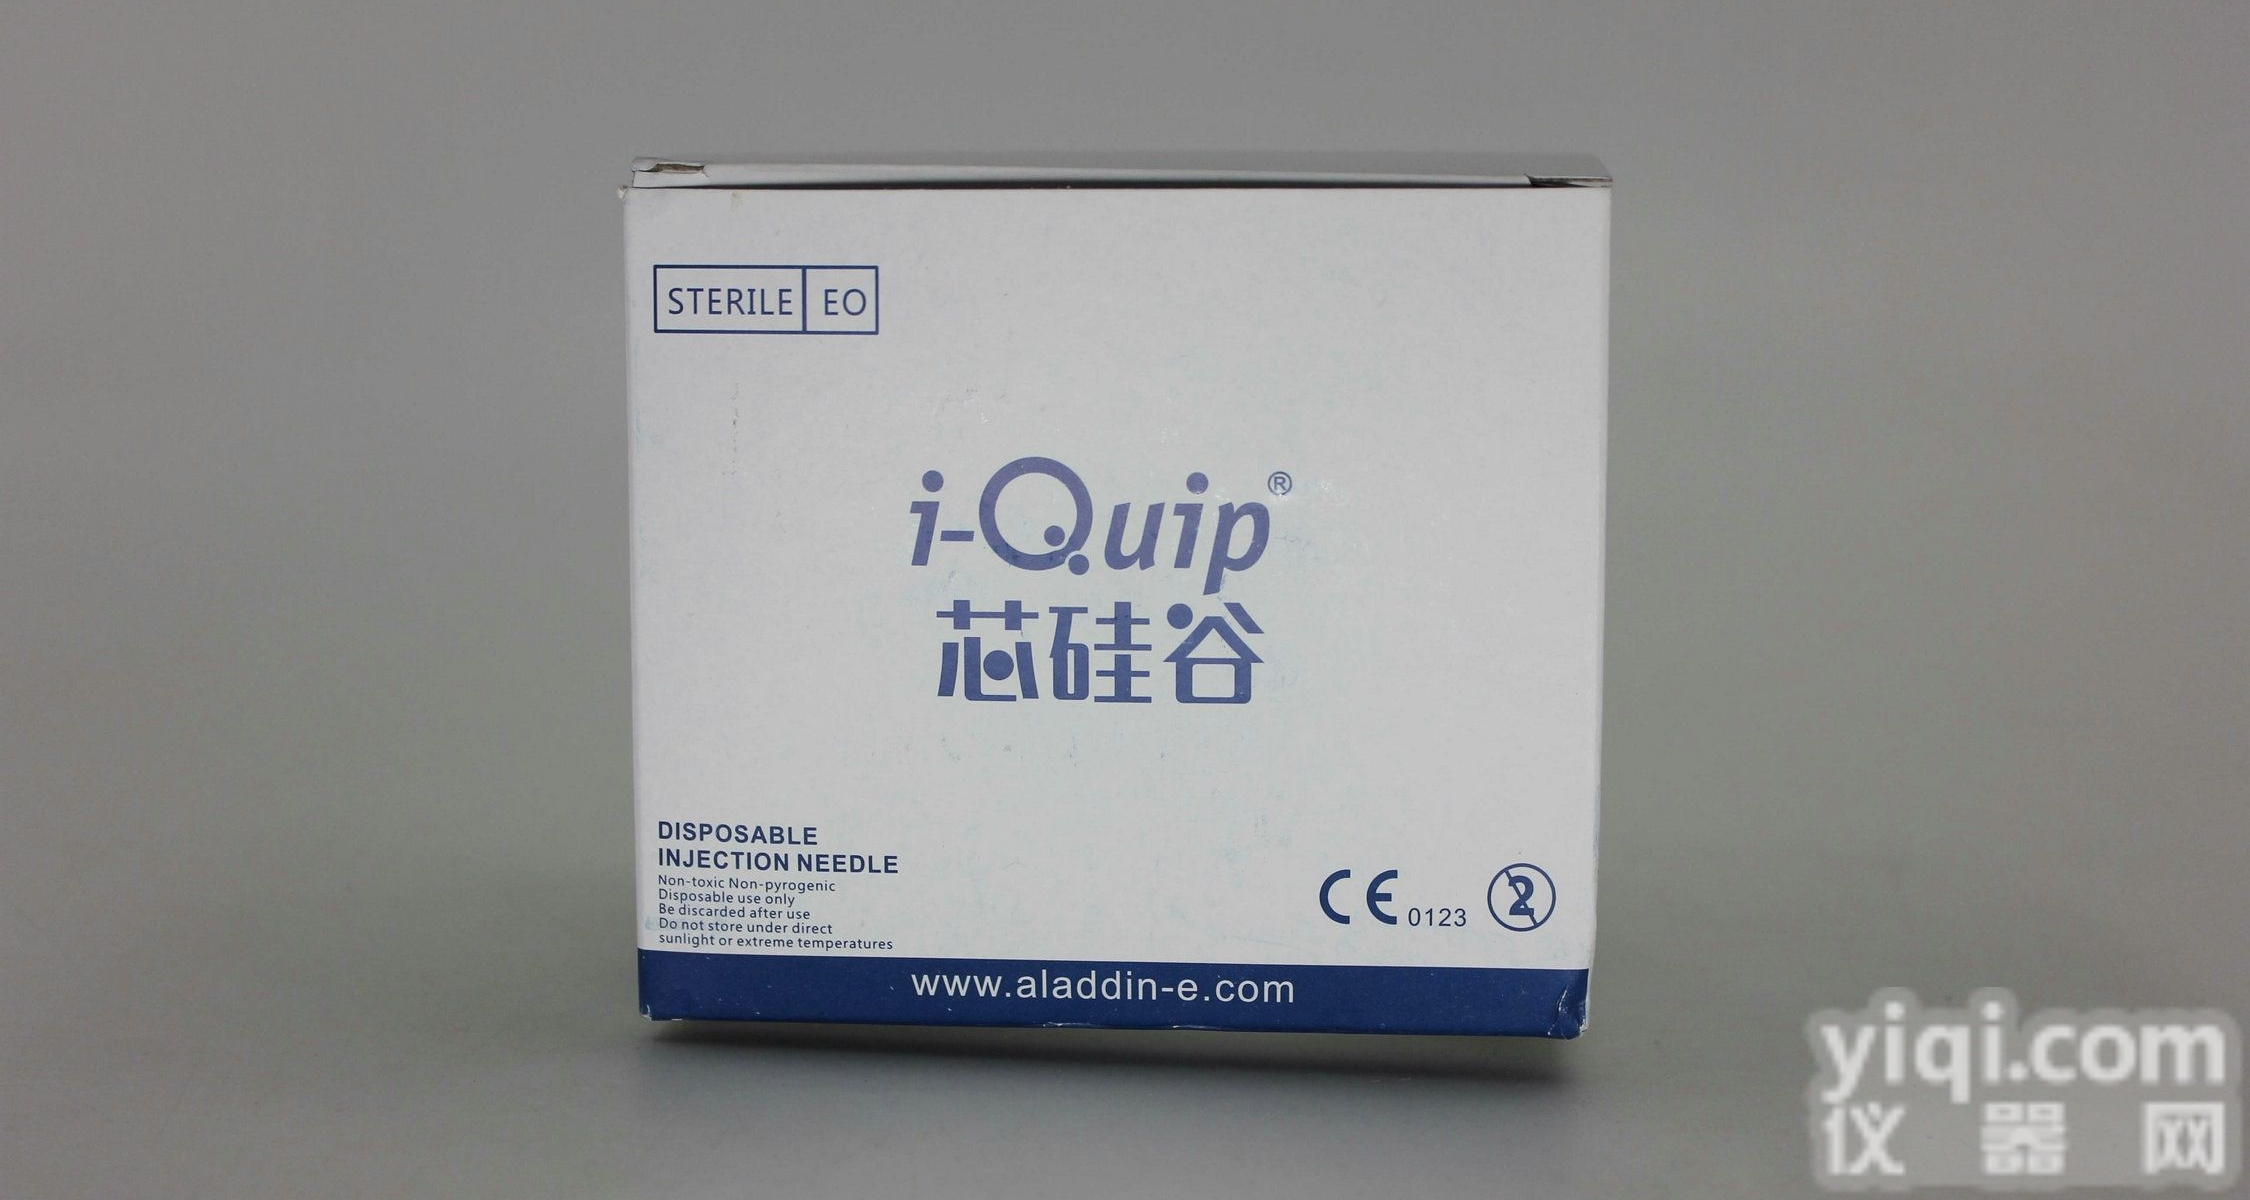 STERILE EO
i-Quip®
芯硅谷
DISPOSABLE
INJECTION NEEDLE
Non-toxic Non-pyrogenic
Disposable use only
Be discarded after use
Do not store under direct
sunlight or extreme temperatures
CE 0123 2
www.aladdin-e.com
yiqi.com
仪器网